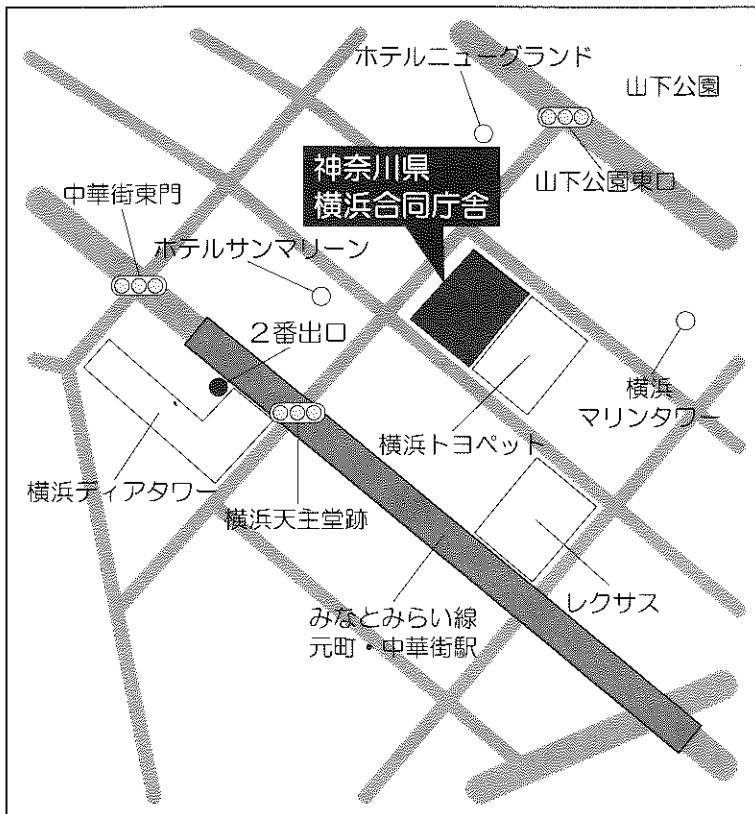 ホテルニューグランド
山下公園
神奈川県
横浜合同庁舎
山下公園東口
中華街東門
ホテルサンマリーン
2番出口
横浜
マリンタワー
横浜トヨペット
横浜ディアタワー
横浜天主堂跡
レクサス
みなとみらい線
元町・中華街駅